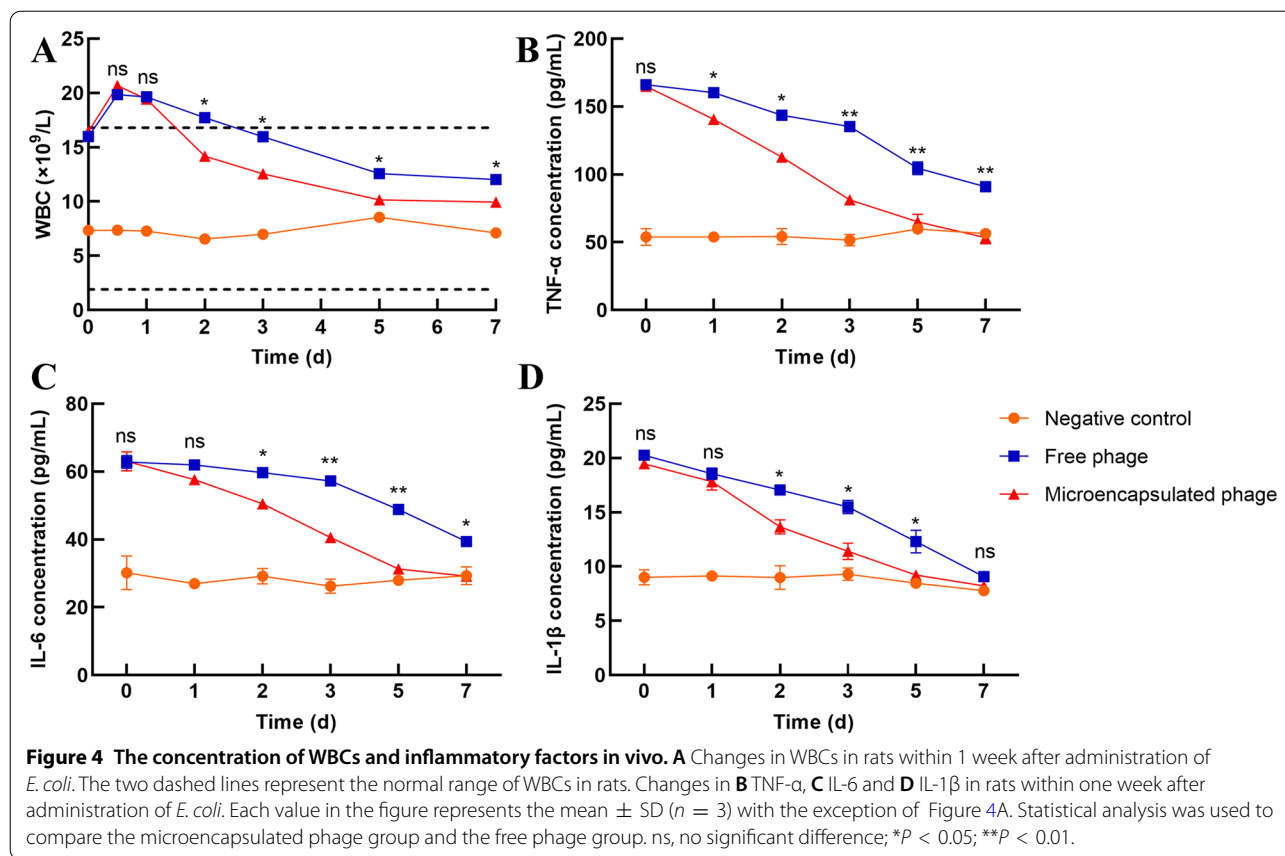 A
25
20
15
10
5
0
WBC (×10⁹/L)
ns
ns
*
*
*
*
0 1 2 3 4 5 6 7
Time (d)
B
200
150
100
50
0
TNF-α concentration (pg/mL)
ns
*
*
**
**
**
0 1 2 3 5 7
Time (d)
C
80
60
40
20
0
IL-6 concentration (pg/mL)
ns
ns
*
**
**
*
0 1 2 3 5 7
Time (d)
D
25
20
15
10
5
0
IL-1β concentration (pg/mL)
ns
ns
*
*
*
ns
0 1 2 3 5 7
Time (d)
Negative control
Free phage
Microencapsulated phage
Figure 4 The concentration of WBCs and inflammatory factors in vivo. A Changes in WBCs in rats within 1 week after administration of
E. coli. The two dashed lines represent the normal range of WBCs in rats. Changes in B TNF-α, C IL-6 and D IL-1β in rats within one week after
administration of E. coli. Each value in the figure represents the mean ± SD (n = 3) with the exception of Figure 4A. Statistical analysis was used to
compare the microencapsulated phage group and the free phage group. ns, no significant difference; *P < 0.05; **P < 0.01.